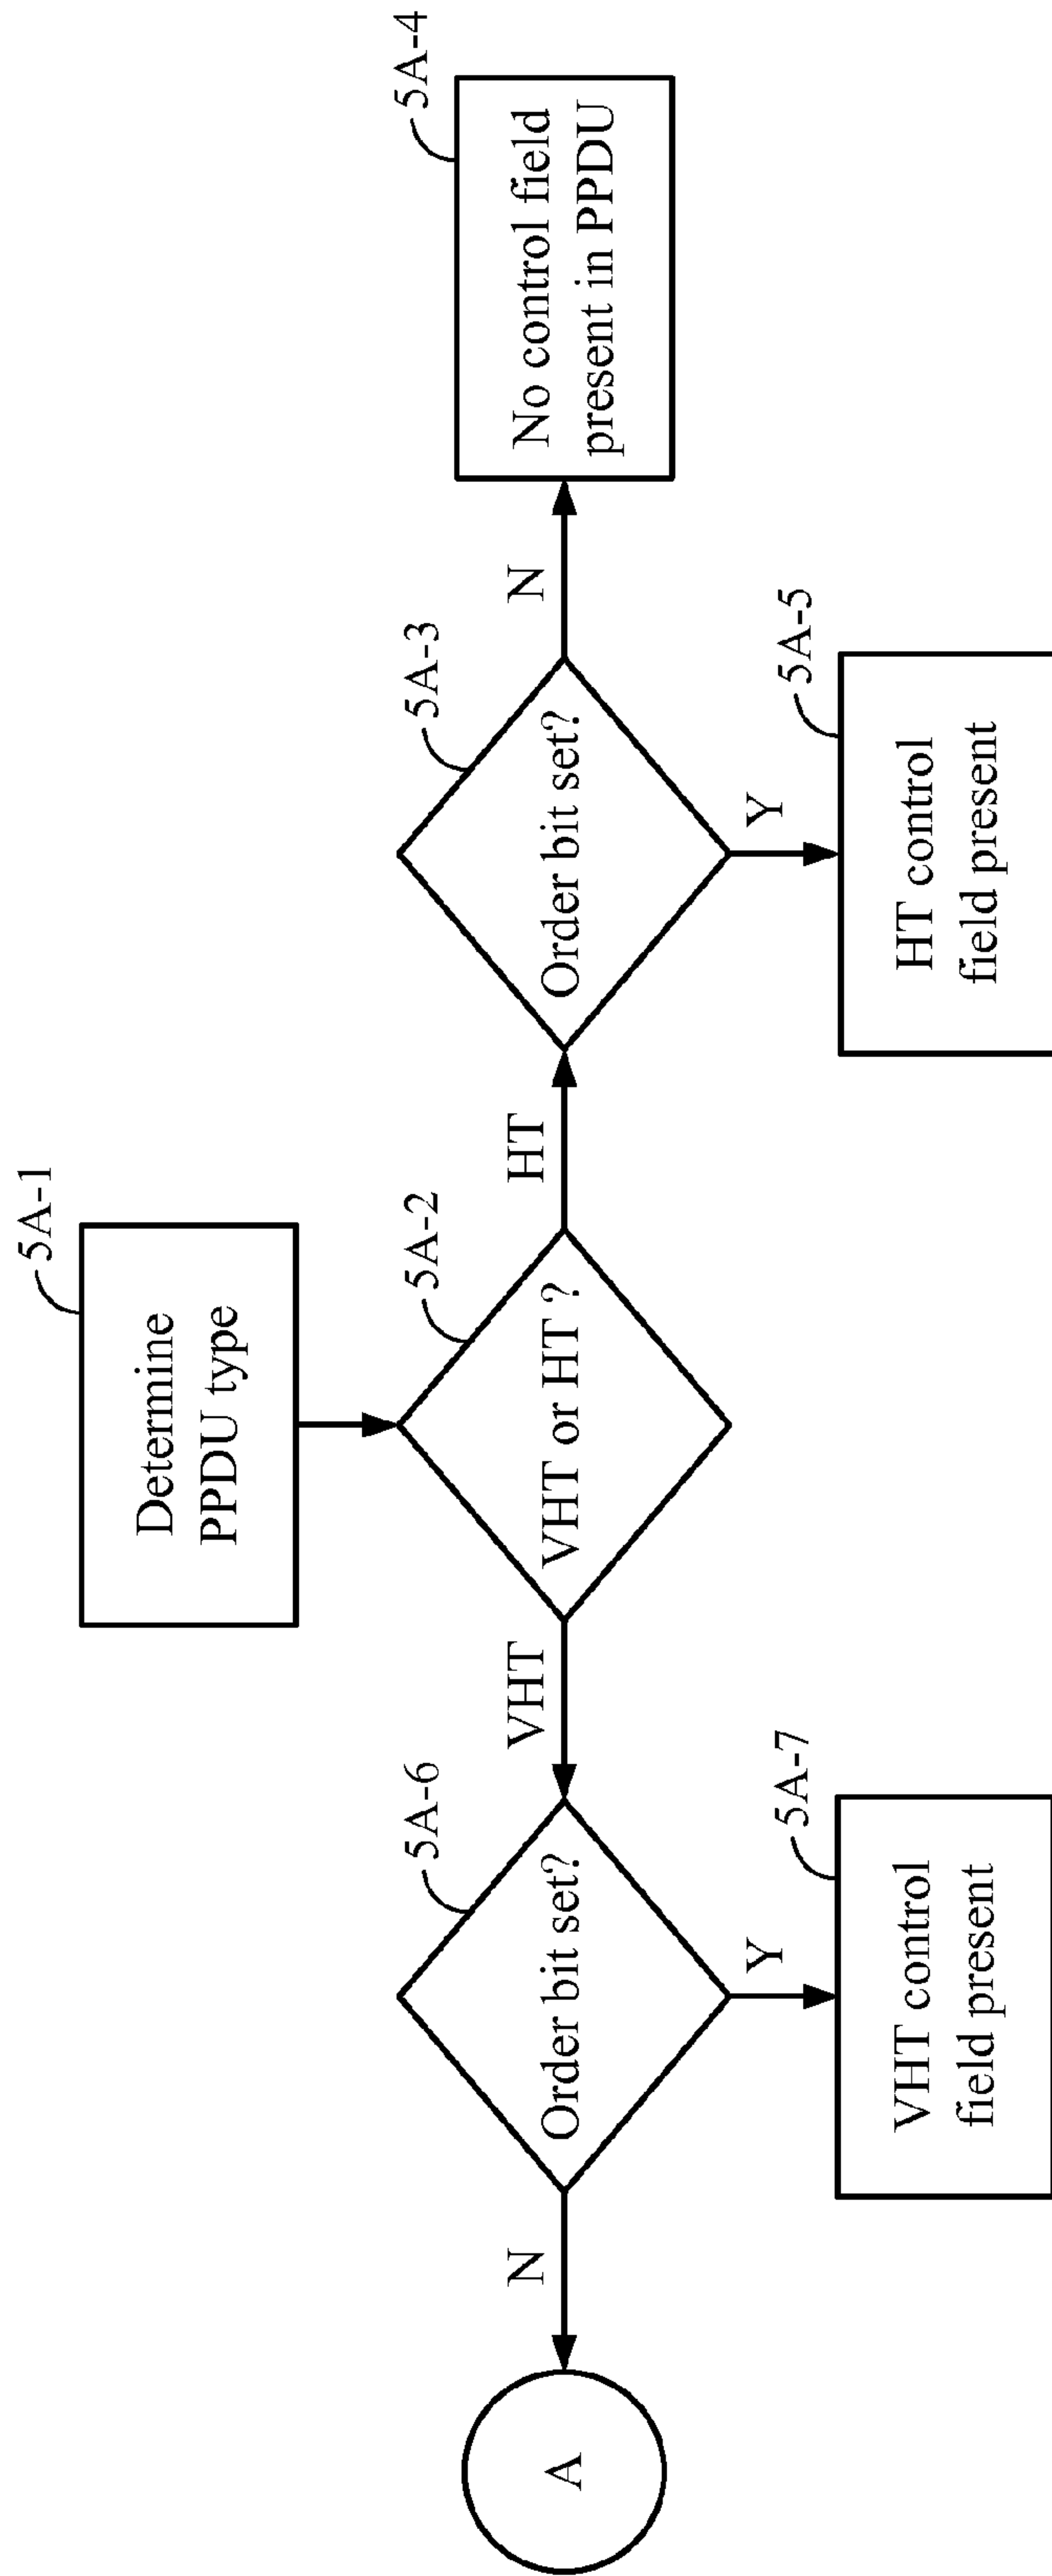 5A-1
Determine
PPDU type
5A-2
VHT or HT ?
VHT
HT
5A-6
Order bit set?
N
A
Y
5A-7
VHT control
field present
5A-3
Order bit set?
N
5A-4
No control field
present in PPDU
Y
5A-5
HT control
field present